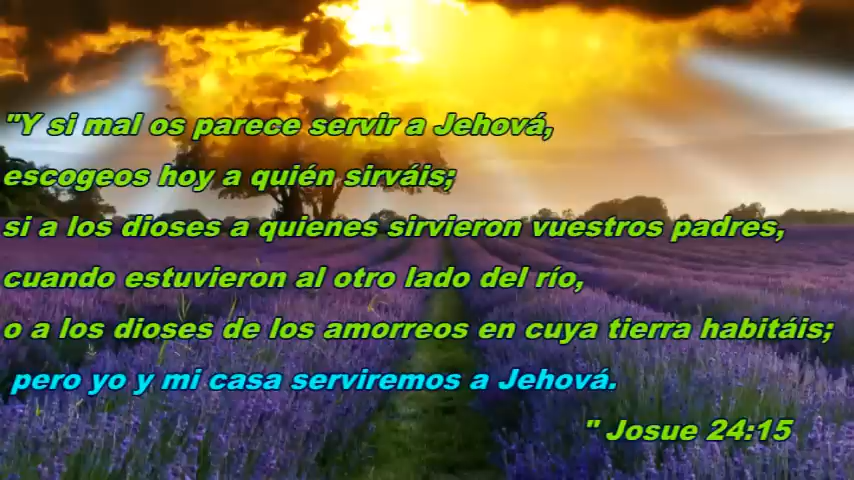 "Y si mal os parece servir a Jehová,
escogeos hoy a quién sirváis;
si a los dioses a quienes sirvieron vuestros padres,
cuando estuvieron al otro lado del río,
o a los dioses de los amorreos en cuya tierra habitáis;
pero yo y mi casa serviremos a Jehová.
" Josue 24:15